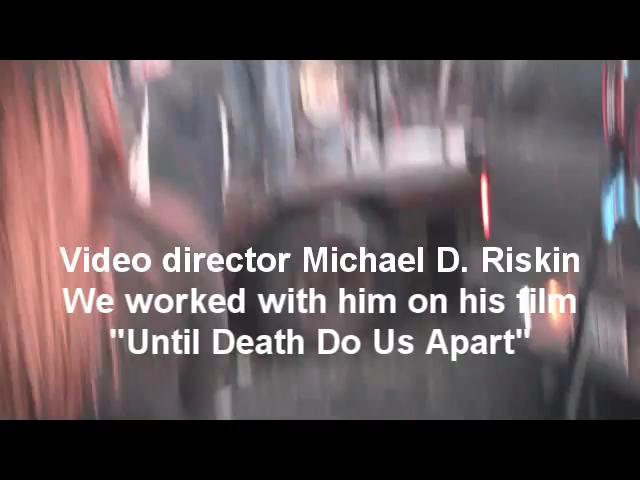 Video director Michael D. Riskin
We worked with him on his film
"Until Death Do Us Apart"